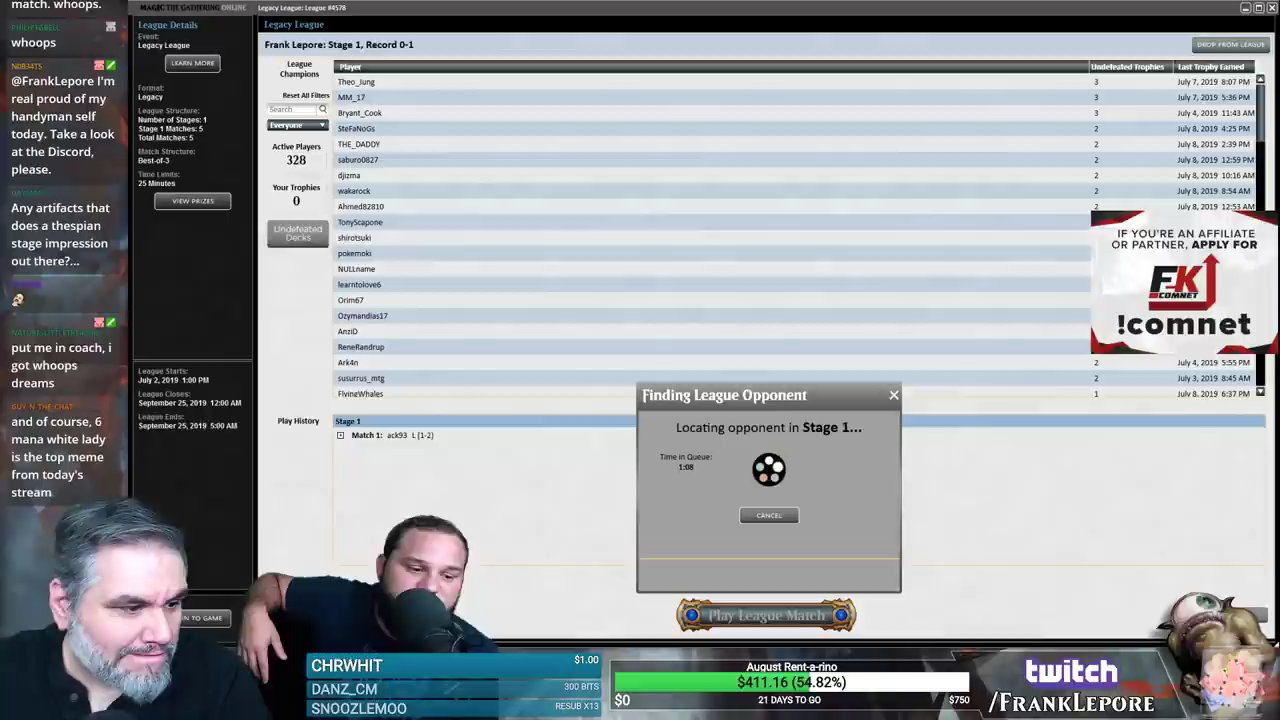 match. whoops.
MAGIC THE GATHERING ONLINE
Legacy League: League #4578
whoops
N0B34TS
@FrankLepore I'm
real proud of my
handyman self
today. Take a look
at the Discord,
please.
Any artifacts that
does a thespian
stage impression
out there?...
put me in coach, i
got whoops
dreams
GUY N THE CHAT
and of course, 6
mana white lady
is the top meme
from today's
stream
League Details
Event:
Legacy League
LEARN MORE
Format:
Legacy
League Structure:
Number of Stages: 1
Stage 1 Matches: 5
Total Matches: 5
Match Structure:
Best-of-3
Time Limits:
25 Minutes
VIEW PRIZES
League Starts:
July 2, 2019 1:00 PM
League Closes:
September 25, 2019 12:00 AM
League Ends:
September 25, 2019 5:00 AM
Legacy League
Frank Lepore: Stage 1, Record 0-1
DROP FROM LEAGUE
League
Champions
Reset All Filters
Search
Everyone
Active Players
328
Your Trophies
0
Undefeated
Decks
Player Undefeated Trophies Last Trophy Earned
Theo_Jung 3 July 7, 2019 8:07 PM
MM_17 3 July 7, 2019 5:36 PM
Bryant_Cook 3 July 4, 2019 11:43 AM
SteFaNoGs 2 July 8, 2019 4:25 PM
THE_DADDY 2 July 8, 2019 2:39 PM
saburo0827 2 July 8, 2019 12:59 PM
djizma 2 July 8, 2019 10:16 AM
wakarock 2 July 8, 2019 8:54 AM
Ahmed82810 2 July 8, 2019 12:53 AM
TonyScapone
shirotsuki
pokemoki
NULLname
learntolove6
Orim67
Ozymandias17
AnziD
ReneRandrup
Ark4n 2 July 4, 2019 5:55 PM
susurrus_mtg 2 July 3, 2019 8:45 AM
FlyingWhales 1 July 8, 2019 6:37 PM
IF YOU'RE AN AFFILIATE
OR PARTNER, APPLY FOR
FK
COMNET
!comnet
Play History
Stage 1
Match 1: ack93 L (1-2)
Finding League Opponent
Locating opponent in Stage 1...
Time in Queue:
1:08
CANCEL
Play League Match
N TO GAME
CHRWHIT $1.00
DANZ_CM 300 BITS
SNOOZLEMOO RESUB X13
August Rent-a-rino
$411.16 (54.82%)
$0 21 DAYS TO GO $750
twitch
/FRANKLEPORE